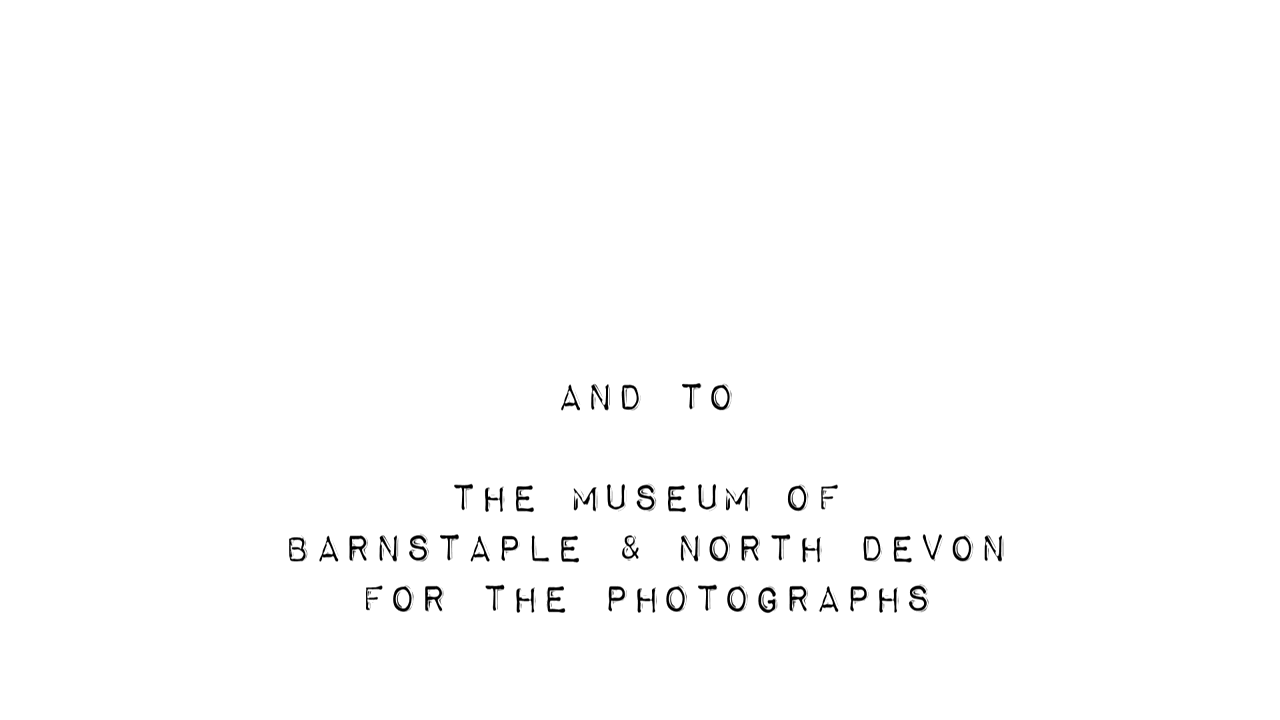 AND TO
THE MUSEUM OF
BARNSTAPLE & NORTH DEVON
FOR THE PHOTOGRAPHS